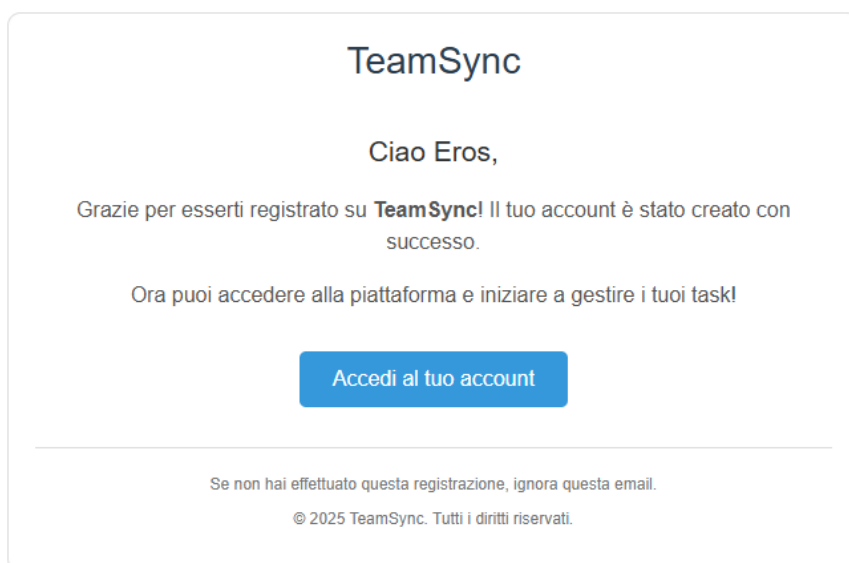 TeamSync
Ciao Eros,
Grazie per esserti registrato su TeamSync! Il tuo account è stato creato con
successo.
Ora puoi accedere alla piattaforma e iniziare a gestire i tuoi task!
Accedi al tuo account
Se non hai effettuato questa registrazione, ignora questa email.
© 2025 TeamSync. Tutti i diritti riservati.